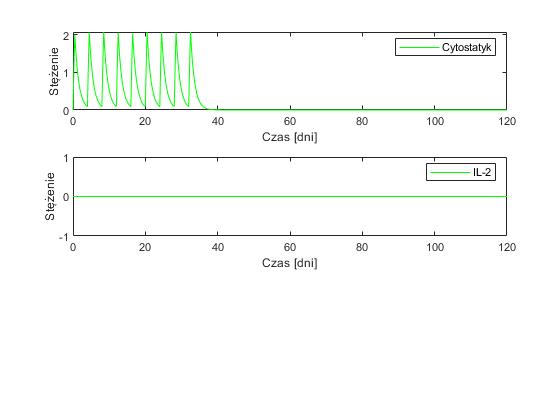 2
1
0
Stężenie
Cytostatyk
0 20 40 60 80 100 120
Czas [dni]
1
0
-1
Stężenie
IL-2
0 20 40 60 80 100 120
Czas [dni]